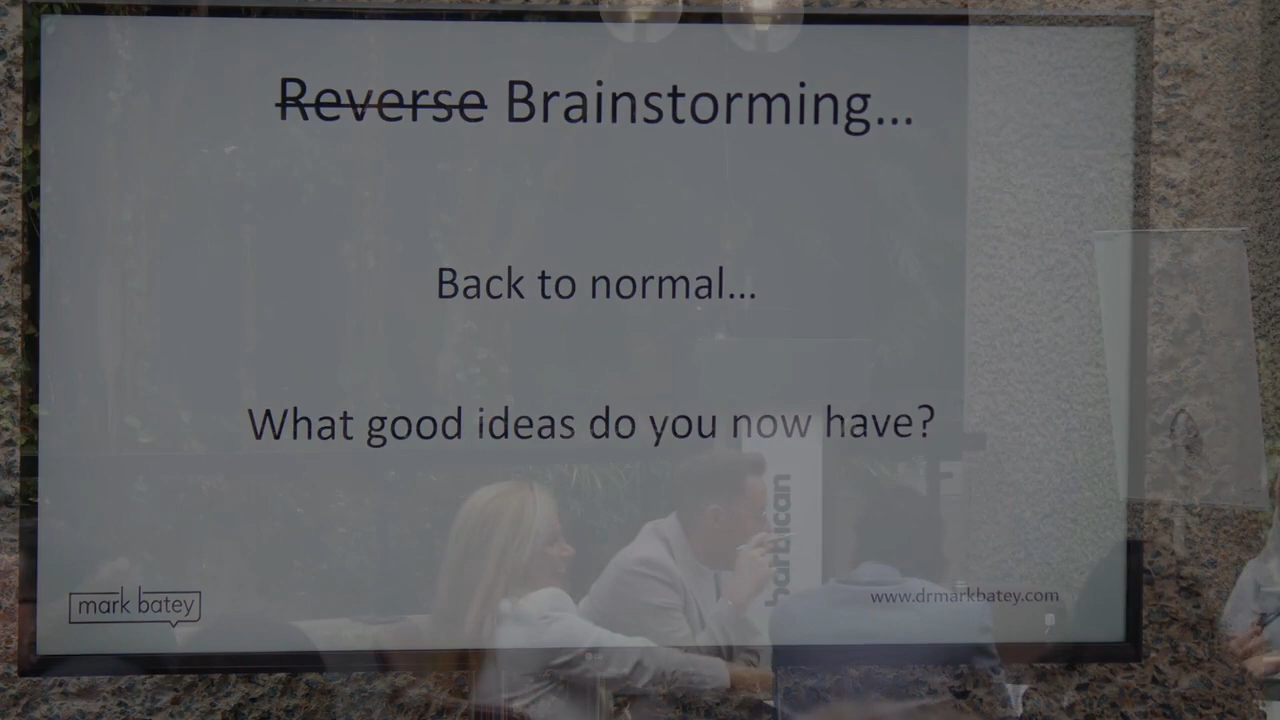 Reverse Brainstorming...
Back to normal...
What good ideas do you now have?
barbican
mark batey
www.drmarkbatey.com